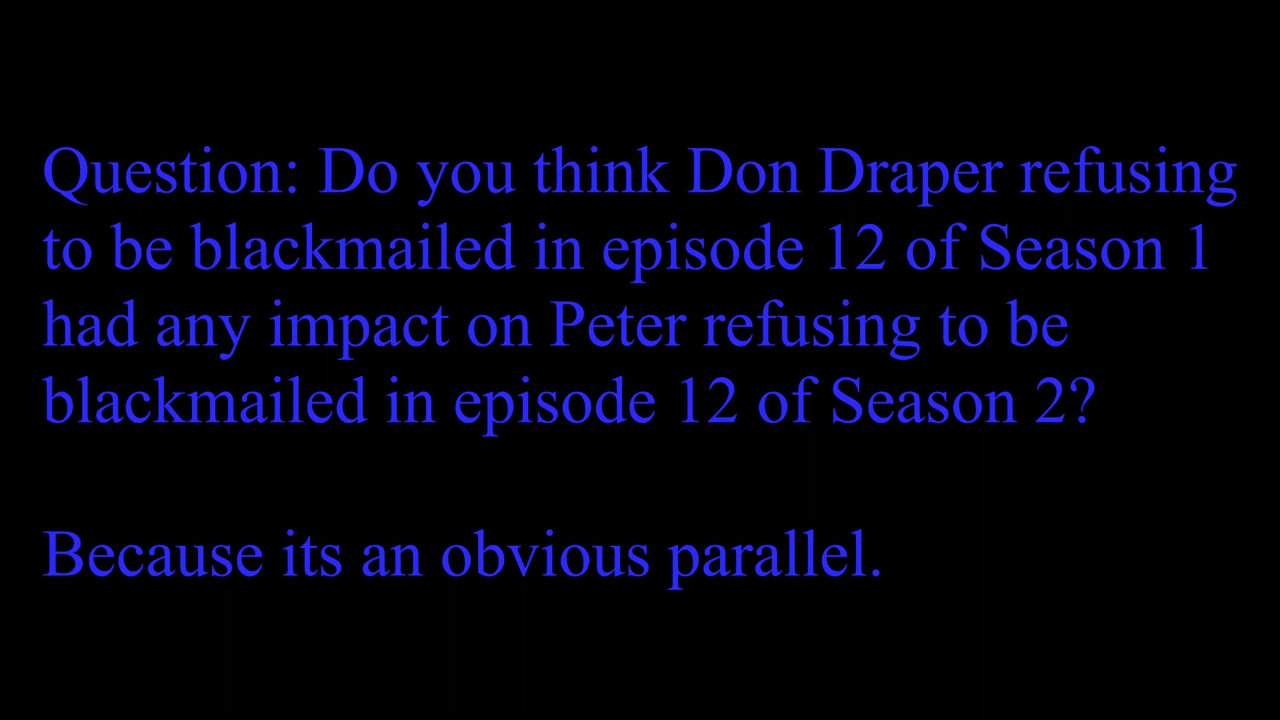 Question: Do you think Don Draper refusing
to be blackmailed in episode 12 of Season 1
had any impact on Peter refusing to be
blackmailed in episode 12 of Season 2?
Because its an obvious parallel.